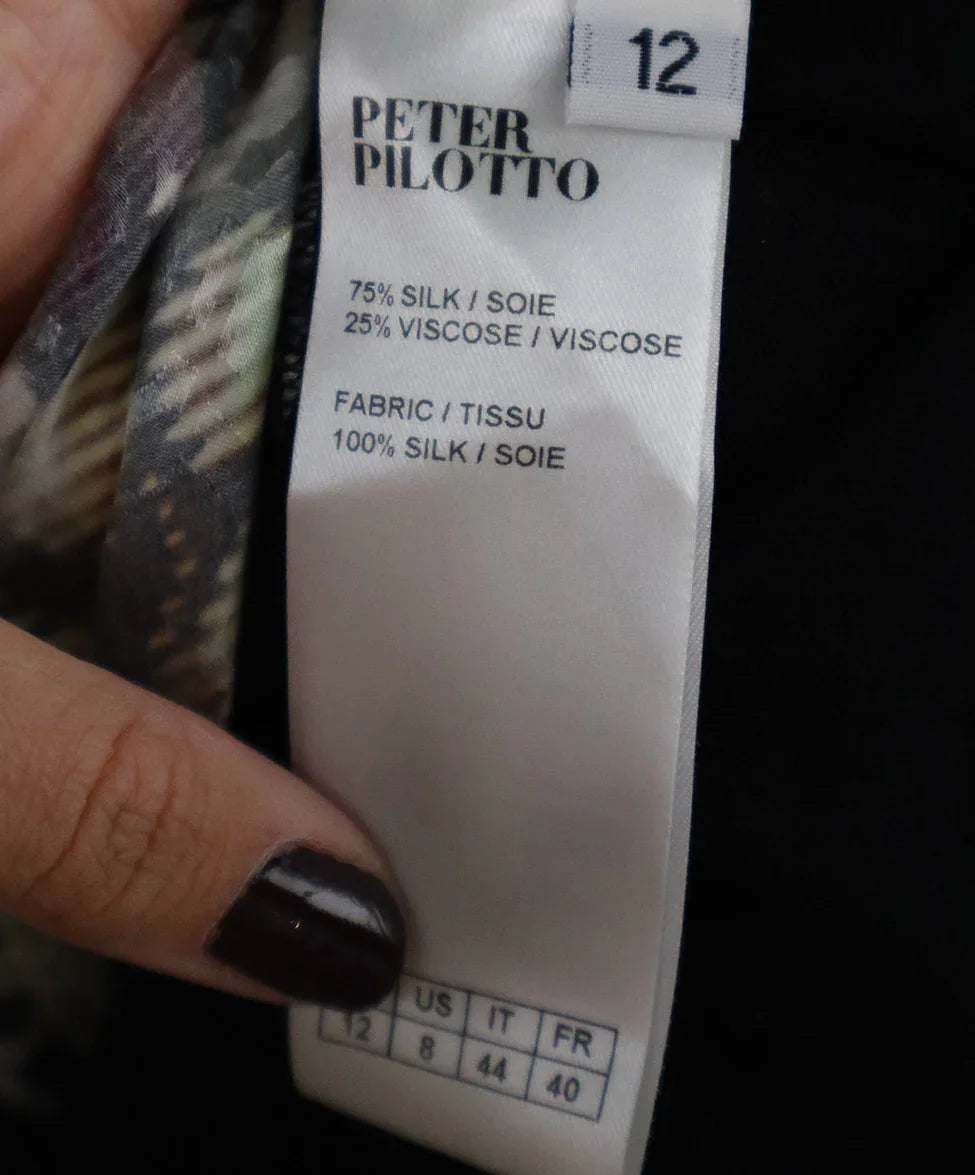 12
PETER
PILOTTO
75% SILK / SOIE
25% VISCOSE / VISCOSE
FABRIC / TISSU
100% SILK / SOIE
US IT FR
12 8 44 40